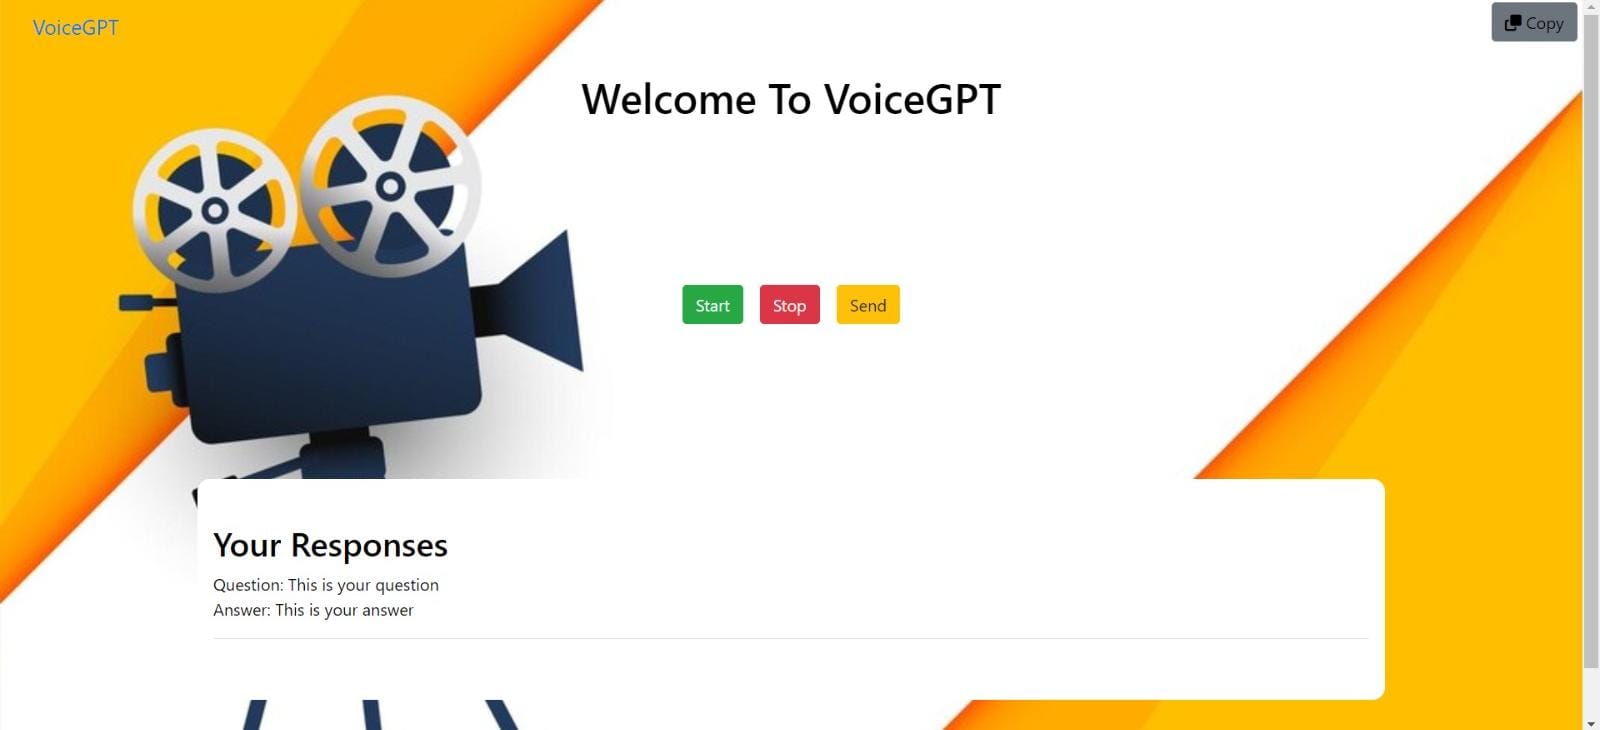 VoiceGPT
Copy
Welcome To VoiceGPT
Start Stop Send
Your Responses
Question: This is your question
Answer: This is your answer